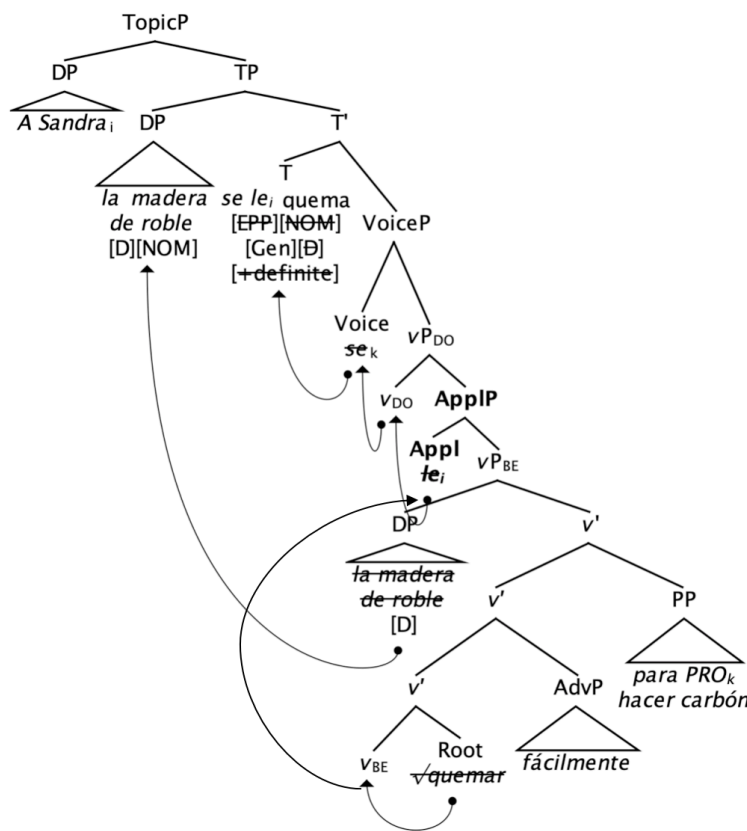 TopicP
DP TP
A Sandra i DP T'
la madera
de roble
[D][NOM]
T
se le i quema
[EPP][NOM]
[Gen][D]
[+definite]
VoiceP
Voice
se k
vP DO
v DO ApplP
Appl
le i
vP BE
DP v'
la madera
de roble
[D]
v' PP
para PRO k
hacer carbón
v' AdvP
fácilmente
v BE Root
√quemar